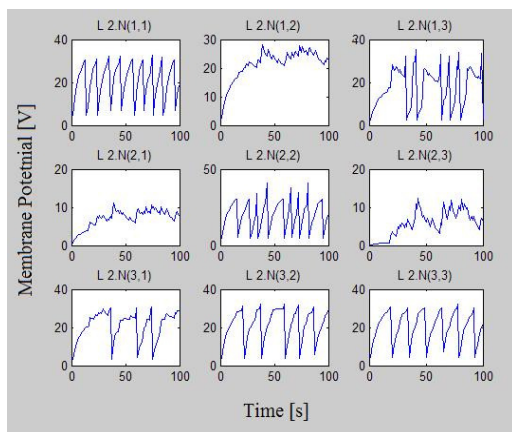 L 2.N(1,1) L 2.N(1,2) L 2.N(1,3)
40 30 40
20 20 20
10
0 0 0
0 50 100 0 50 100 0 50 100
L 2.N(2,1) L 2.N(2,2) L 2.N(2,3)
20 50 20
10 10
0 0 0
0 50 100 0 50 100 0 50 100
L 2.N(3,1) L 2.N(3,2) L 2.N(3,3)
40 40 40
20 20 20
0 0 0
0 50 100 0 50 100 0 50 100
Membrane Potetnial [V]
Time [s]